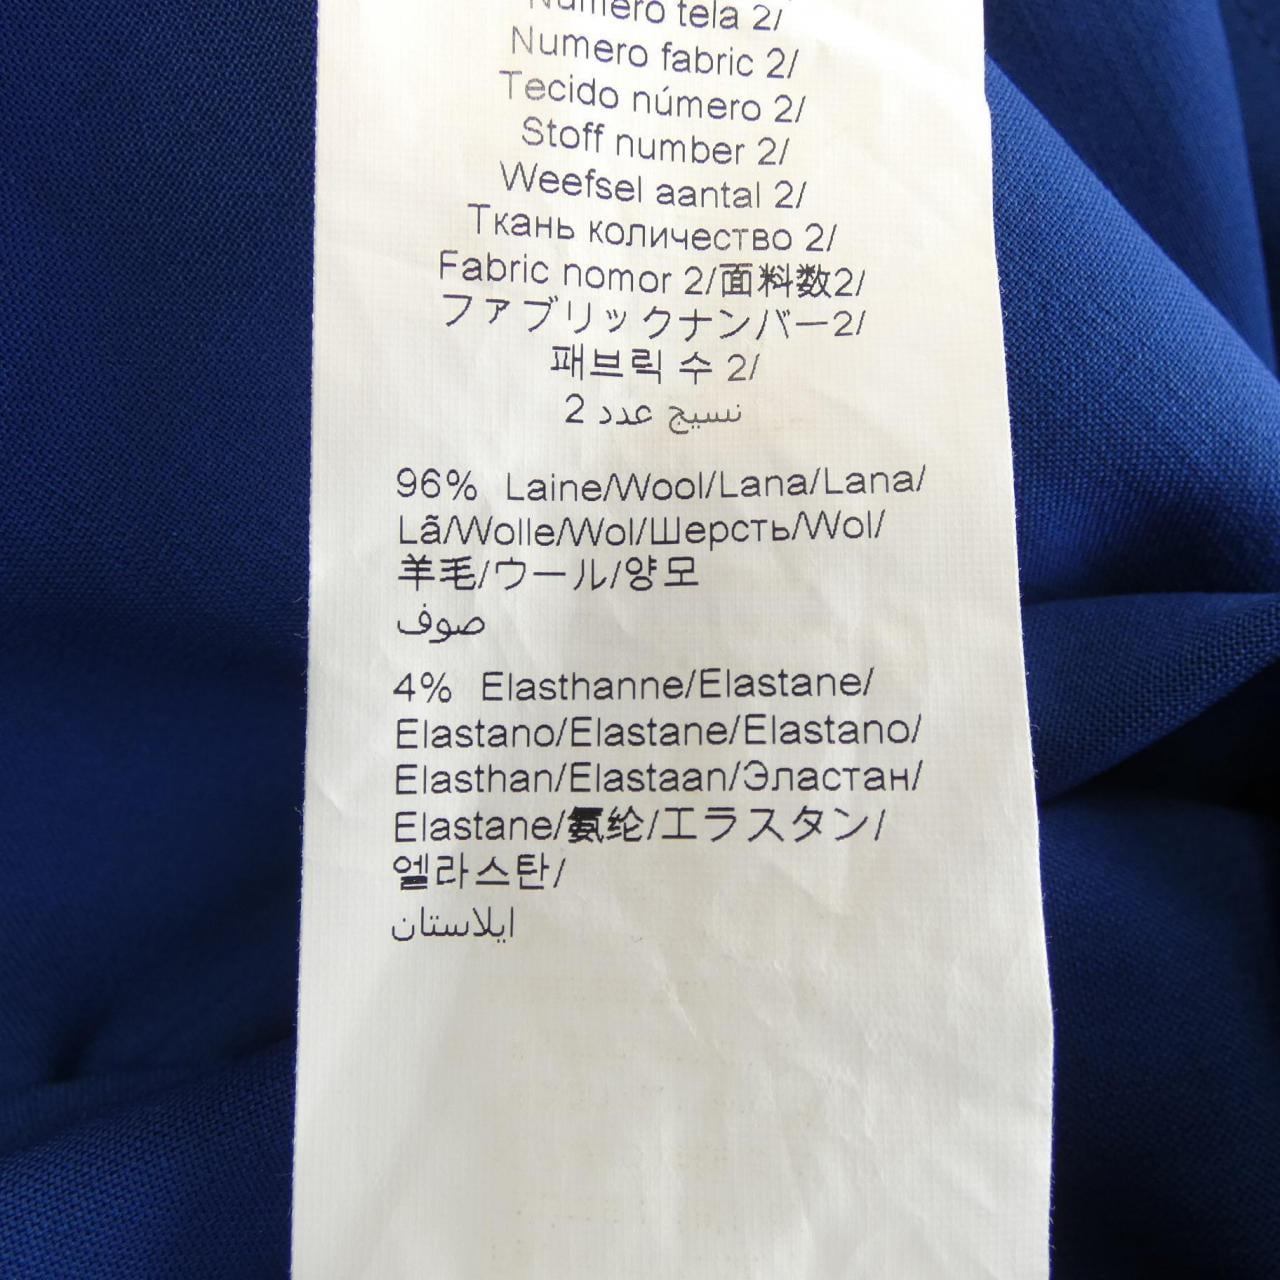 Numero tela 2/
Numero fabric 2/
Tecido número 2/
Stoff number 2/
Weefsel aantal 2/
Ткань количество 2/
Fabric nomor 2/面料数2/
ファブリックナンバー2/
패브릭 수 2/
نسيج عدد 2
96% Laine/Wool/Lana/Lana/
Lã/Wolle/Wol/Шерсть/Wol/
羊毛/ウール/양모
صوف
4% Elasthanne/Elastane/
Elastano/Elastane/Elastano/
Elasthan/Elastaan/Эластан/
Elastane/氨纶/エラスタン/
엘라스탄/
ايلاستان